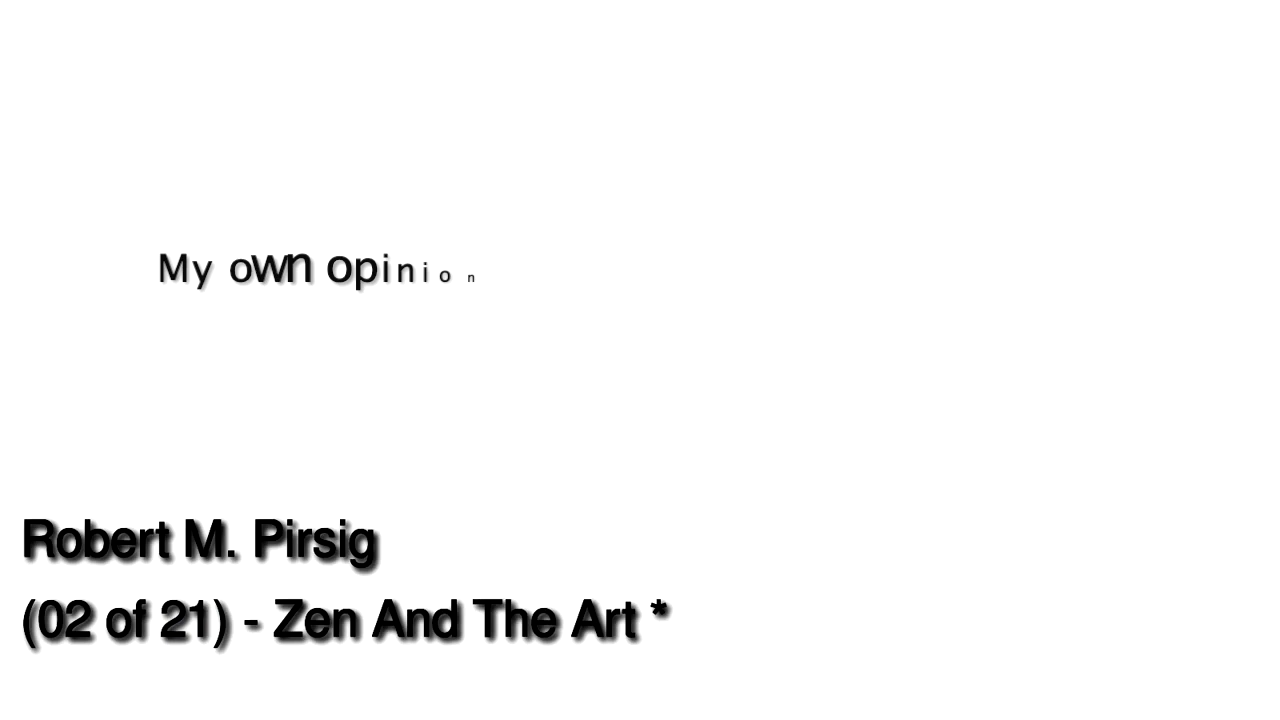 My own opinion
Robert M. Pirsig
(02 of 21) - Zen And The Art *